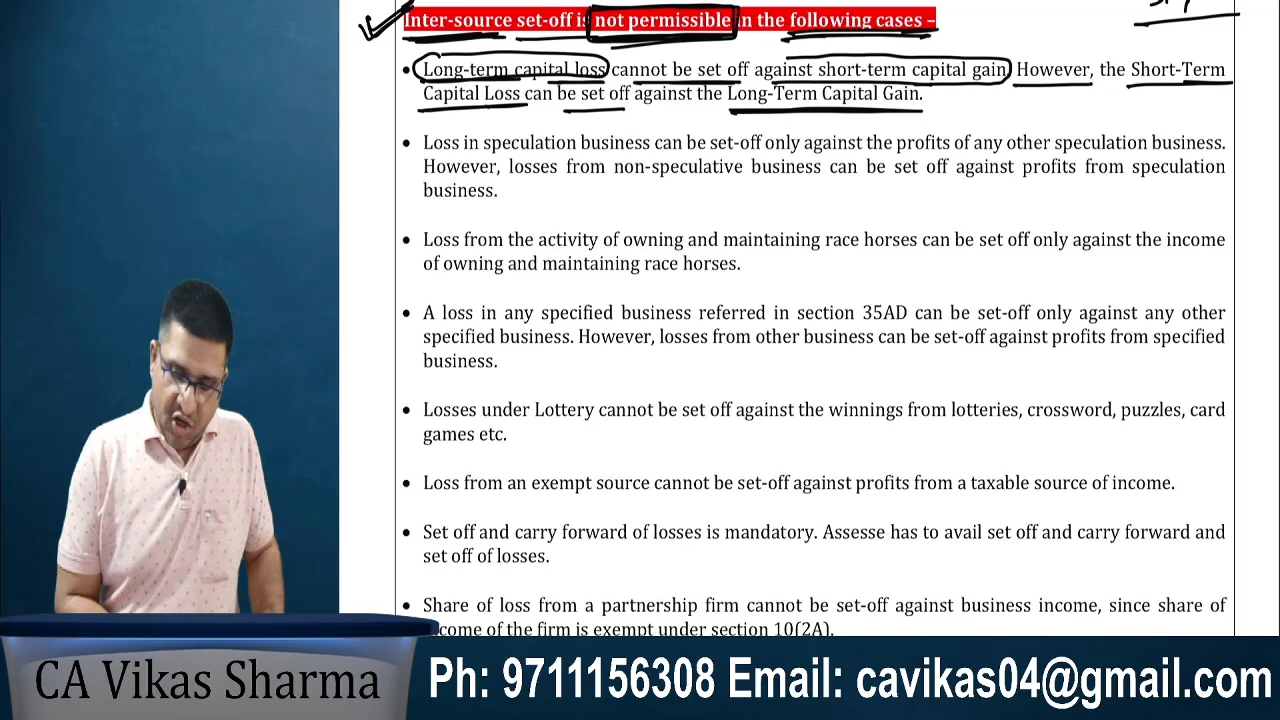 Inter-source set-off is not permissible in the following cases –
• Long-term capital loss cannot be set off against short-term capital gain. However, the Short-Term
Capital Loss can be set off against the Long-Term Capital Gain.
• Loss in speculation business can be set-off only against the profits of any other speculation business.
However, losses from non-speculative business can be set off against profits from speculation
business.
• Loss from the activity of owning and maintaining race horses can be set off only against the income
of owning and maintaining race horses.
• A loss in any specified business referred in section 35AD can be set-off only against any other
specified business. However, losses from other business can be set-off against profits from specified
business.
• Losses under Lottery cannot be set off against the winnings from lotteries, crossword, puzzles, card
games etc.
• Loss from an exempt source cannot be set-off against profits from a taxable source of income.
• Set off and carry forward of losses is mandatory. Assesse has to avail set off and carry forward and
set off of losses.
• Share of loss from a partnership firm cannot be set-off against business income, since share of
come of the firm is exempt under section 10(2A).
CA Vikas Sharma
Ph: 9711156308 Email: cavikas04@gmail.com